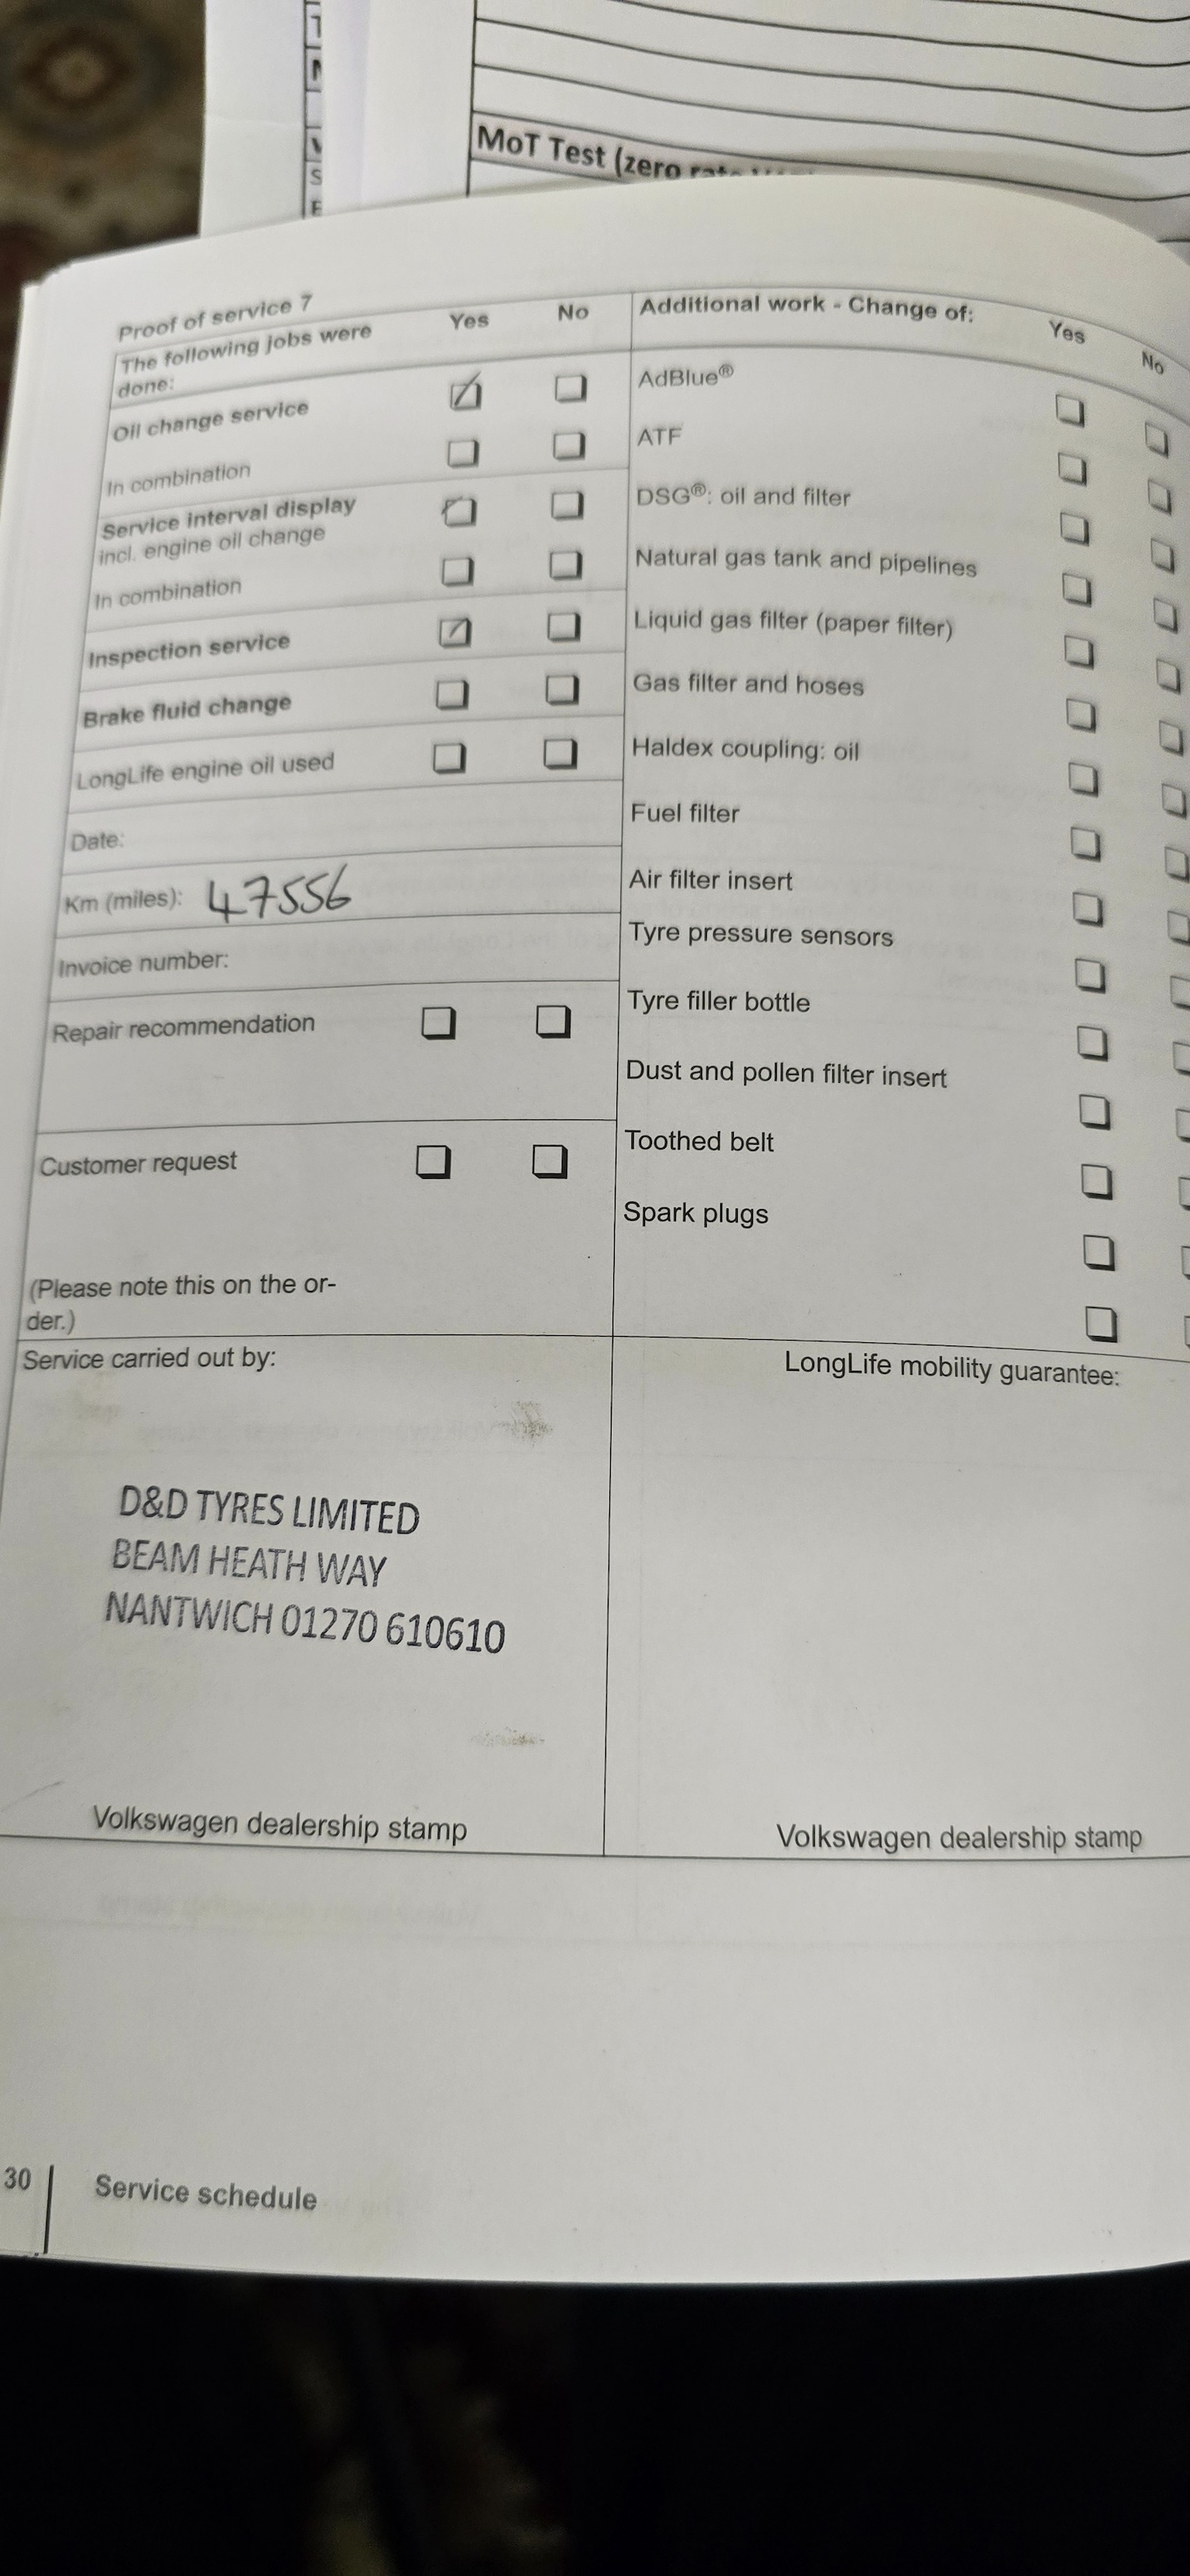 MoT Test (zero
Proof of service 7
The following jobs were
done:
Yes
No
Oil change service
In combination
Service interval display
incl. engine oil change
In combination
Inspection service
Brake fluid change
LongLife engine oil used
Date:
Km (miles): 47556
Invoice number:
Repair recommendation
Customer request
(Please note this on the or-
der.)
Additional work - Change of:
Yes
No
AdBlue®
ATF
DSG®: oil and filter
Natural gas tank and pipelines
Liquid gas filter (paper filter)
Gas filter and hoses
Haldex coupling: oil
Fuel filter
Air filter insert
Tyre pressure sensors
Tyre filler bottle
Dust and pollen filter insert
Toothed belt
Spark plugs
Service carried out by:
D&D TYRES LIMITED
BEAM HEATH WAY
NANTWICH 01270 610610
Volkswagen dealership stamp
LongLife mobility guarantee:
Volkswagen dealership stamp
30
Service schedule